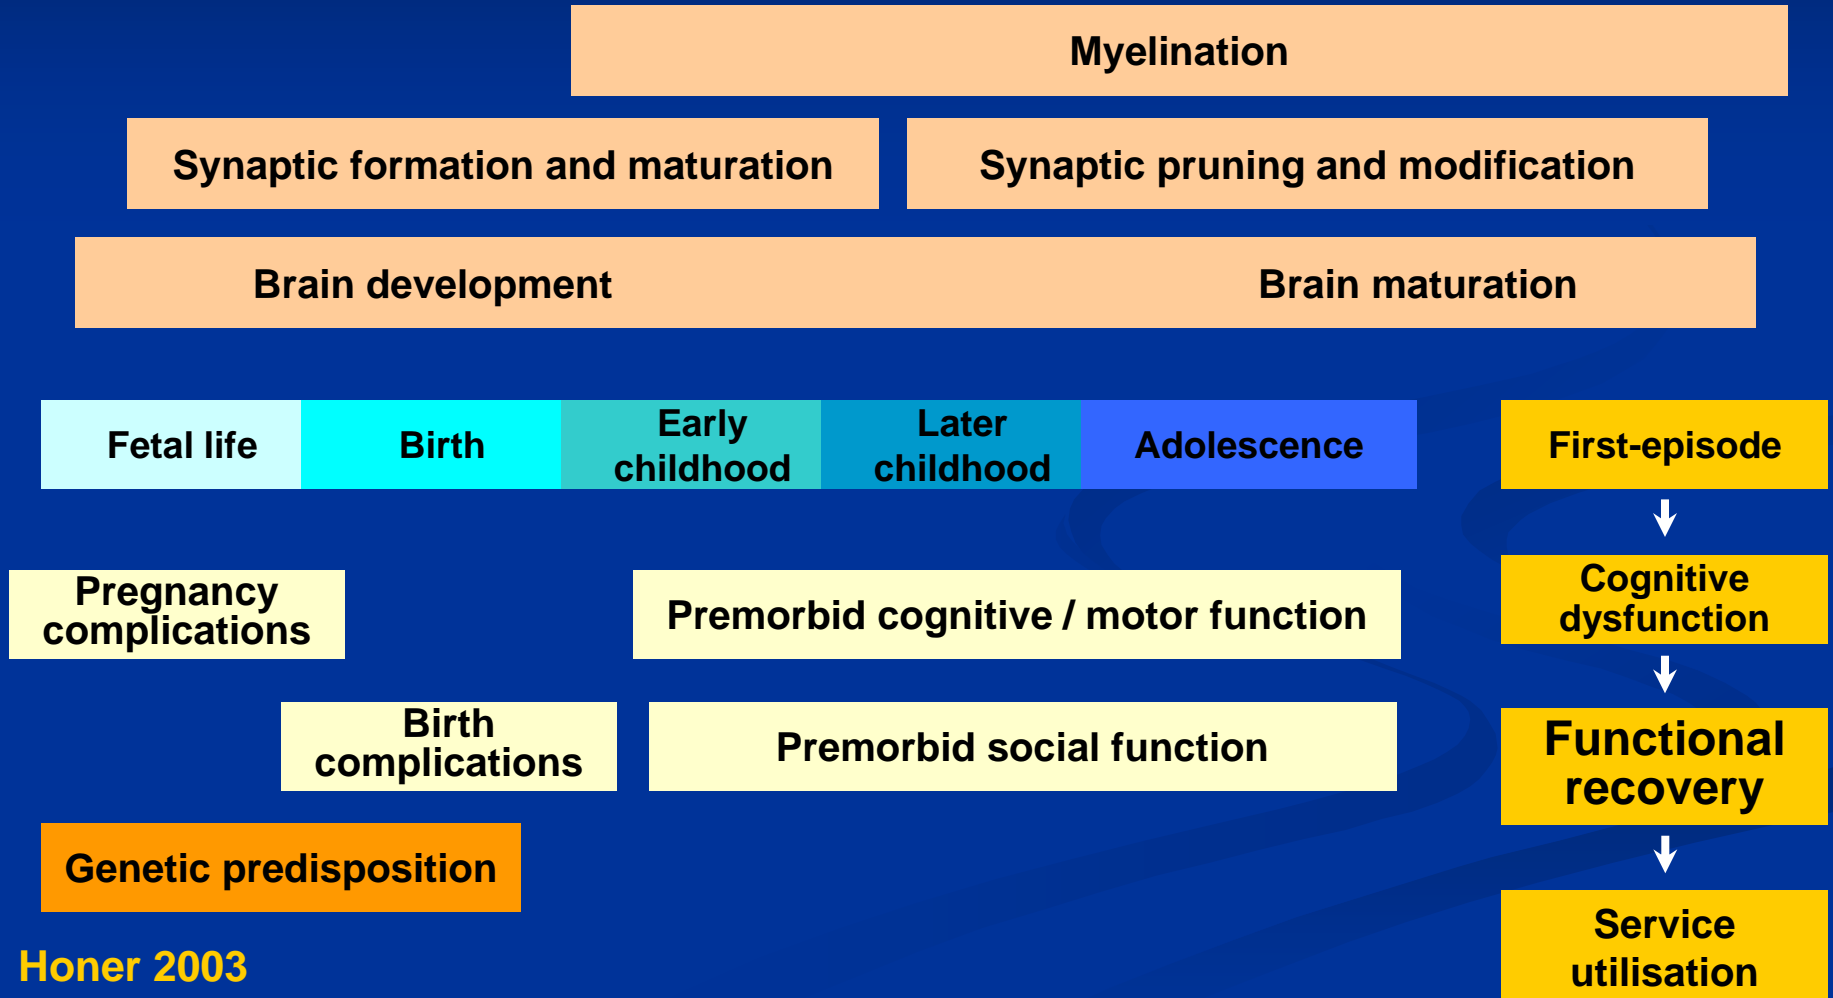 Myelination
Synaptic formation and maturation
Synaptic pruning and modification
Brain development
Brain maturation
Fetal life
Birth
Early
childhood
Later
childhood
Adolescence
First-episode
Pregnancy
complications
Premorbid cognitive / motor function
Cognitive
dysfunction
Birth
complications
Premorbid social function
Functional
recovery
Genetic predisposition
Service
utilisation
Honer 2003